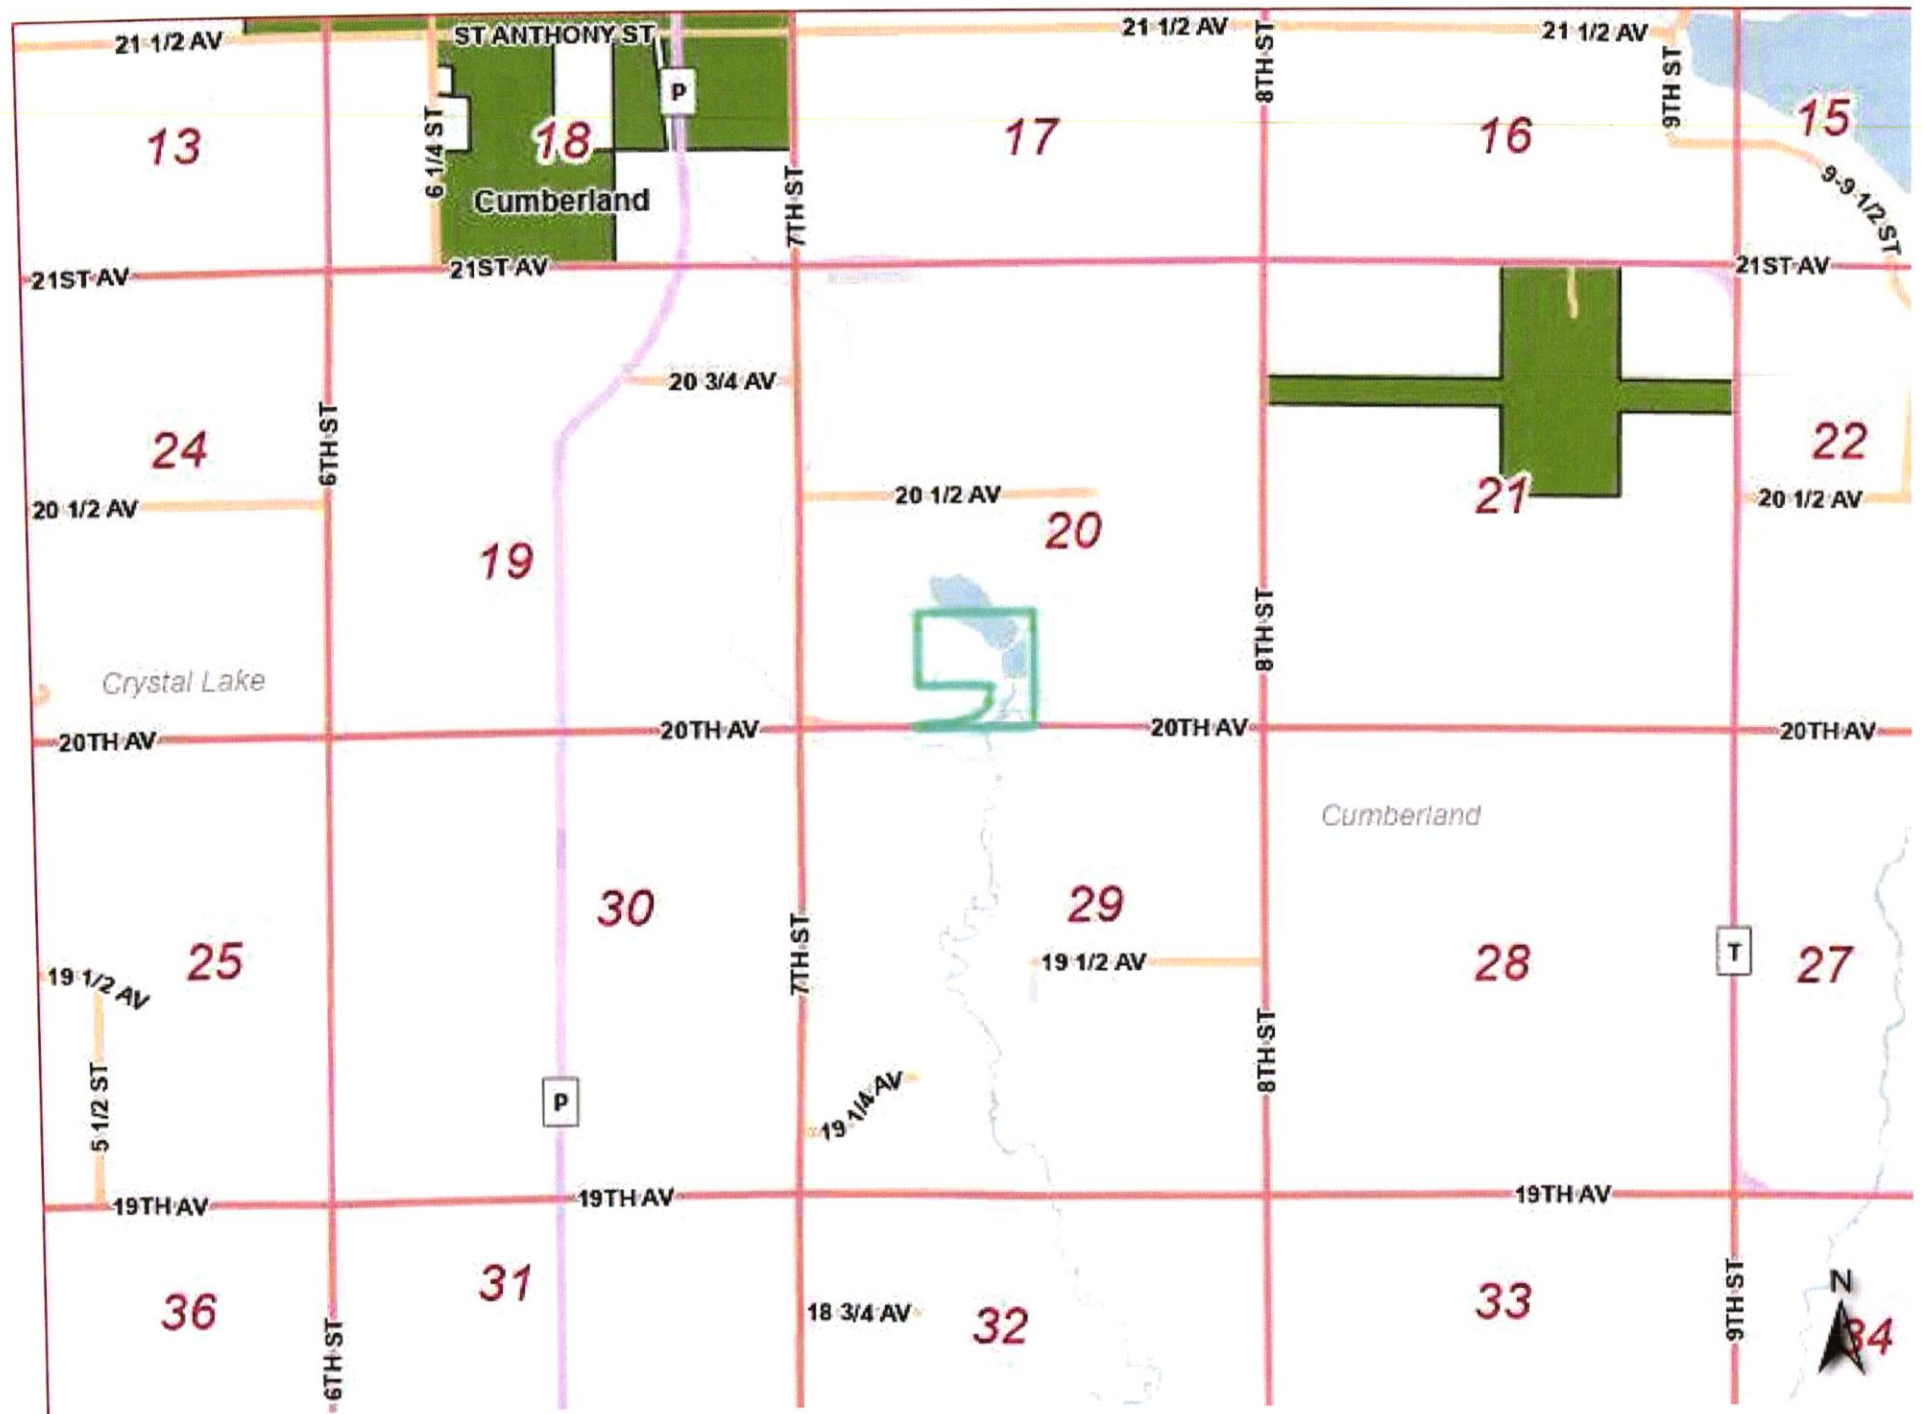 21 1/2 AV
ST ANTHONY ST
21 1/2 AV
21 1/2 AV
8TH ST
9TH ST
P
13
6 1/4 ST
18
17
16
15
Cumberland
7TH ST
9-9 1/2 ST
21ST AV
21ST AV
21ST AV
20 3/4 AV
24
6TH ST
22
20 1/2 AV
20 1/2 AV
21
20 1/2 AV
19
20
8TH ST
Crystal Lake
20TH AV
20TH AV
20TH AV
20TH AV
Cumberland
30
29
7TH ST
25
19 1/2 AV
28
T
27
19 1/2 AV
8TH ST
5 1/2 ST
P
19 1/4 AV
19TH AV
19TH AV
19TH AV
31
36
18 3/4 AV
32
33
N
34
6TH ST
9TH ST